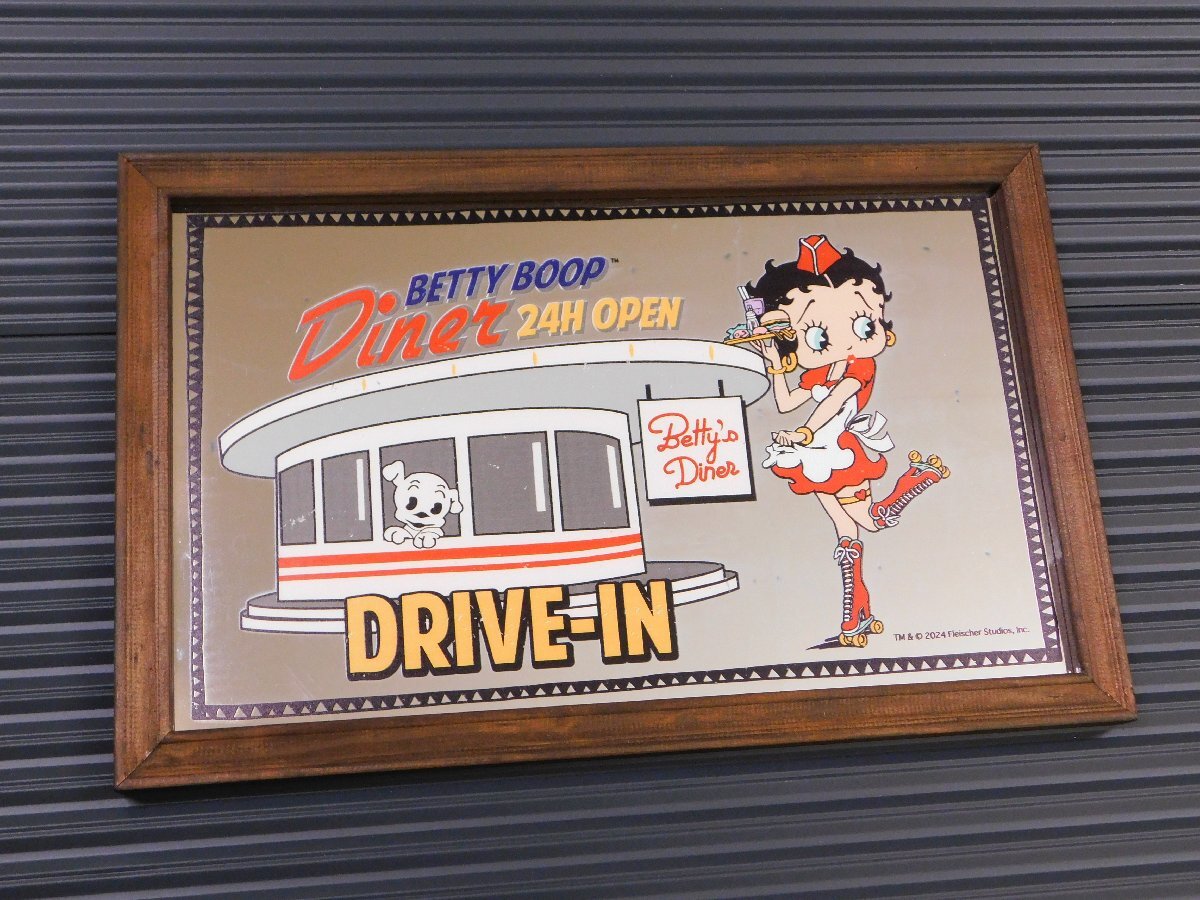 BETTY BOOP™
Diner 24H OPEN
Betty's
Diner
DRIVE-IN
TM & © 2024 Fleischer Studios, Inc.